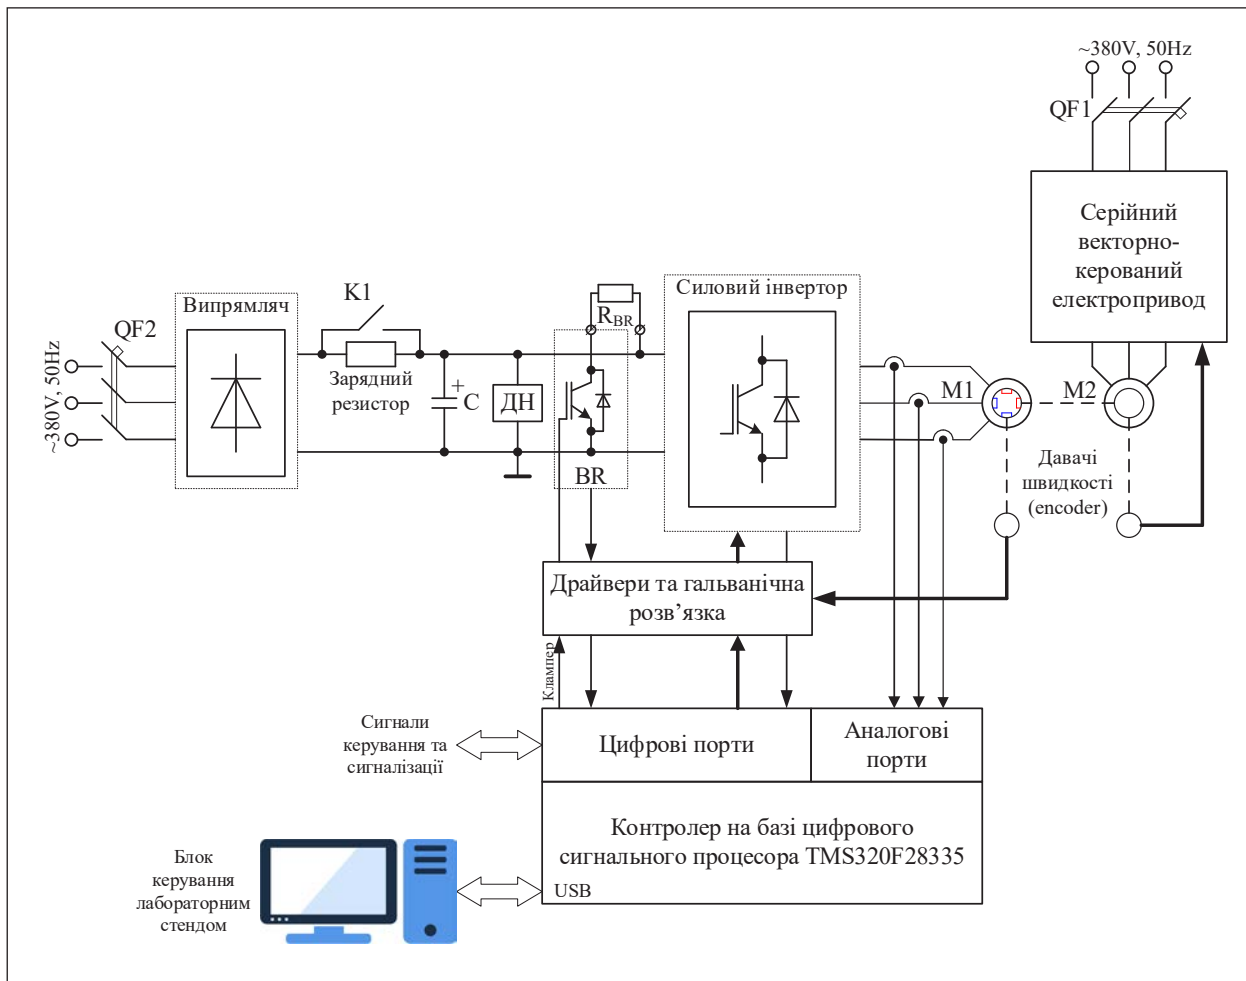 ~380V, 50Hz
QF1
Серійний
векторно-
керований
електропривод
Випрямляч
K1
Зарядний
резистор
QF2
~380V, 50Hz
+
C
ДН
R_BR
BR
Силовий інвертор
M1
M2
Давачі
швидкості
(encoder)
Драйвери та гальванічна
розв’язка
Клампер
Сигнали
керування та
сигналізації
Цифрові порти
Аналогові
порти
Контролер на базі цифрового
сигнального процесора TMS320F28335
USB
Блок
керування
лабораторним
стендом